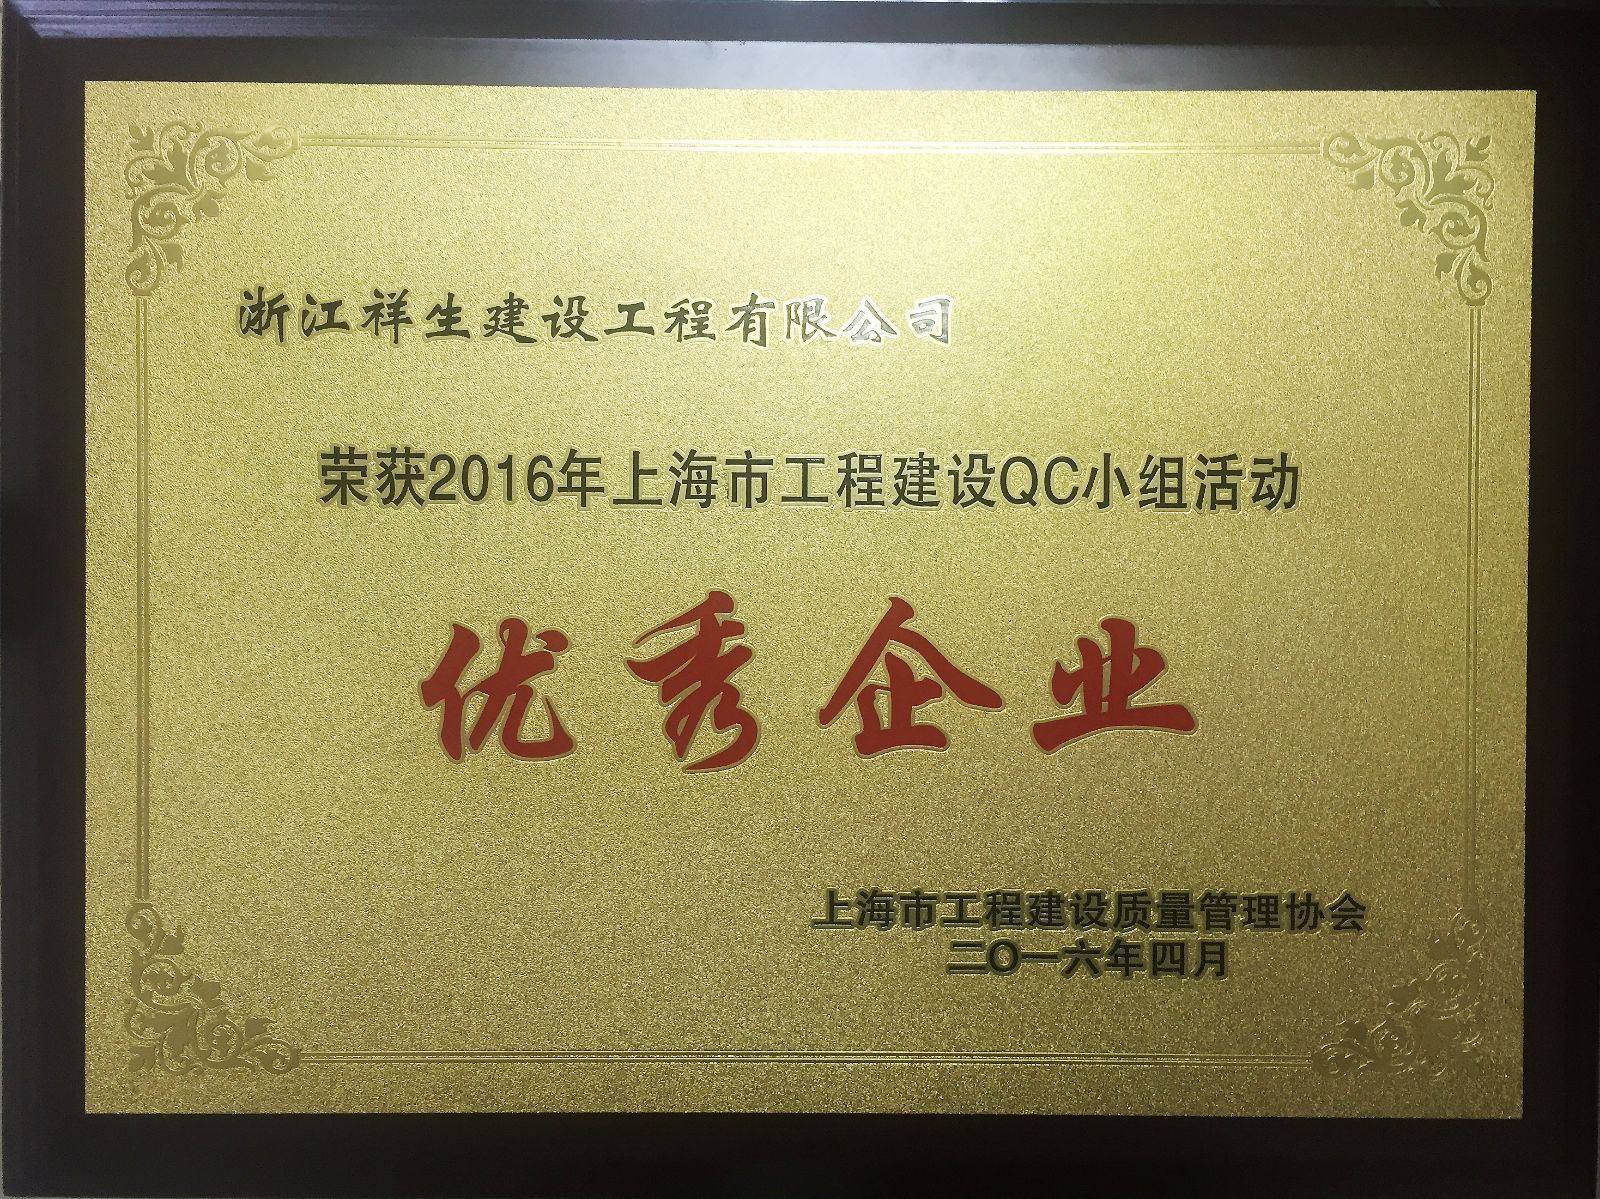 浙江祥生建设工程有限公司
荣获2016年上海市工程建设QC小组活动
优秀企业
上海市工程建设质量管理协会
二〇一六年四月